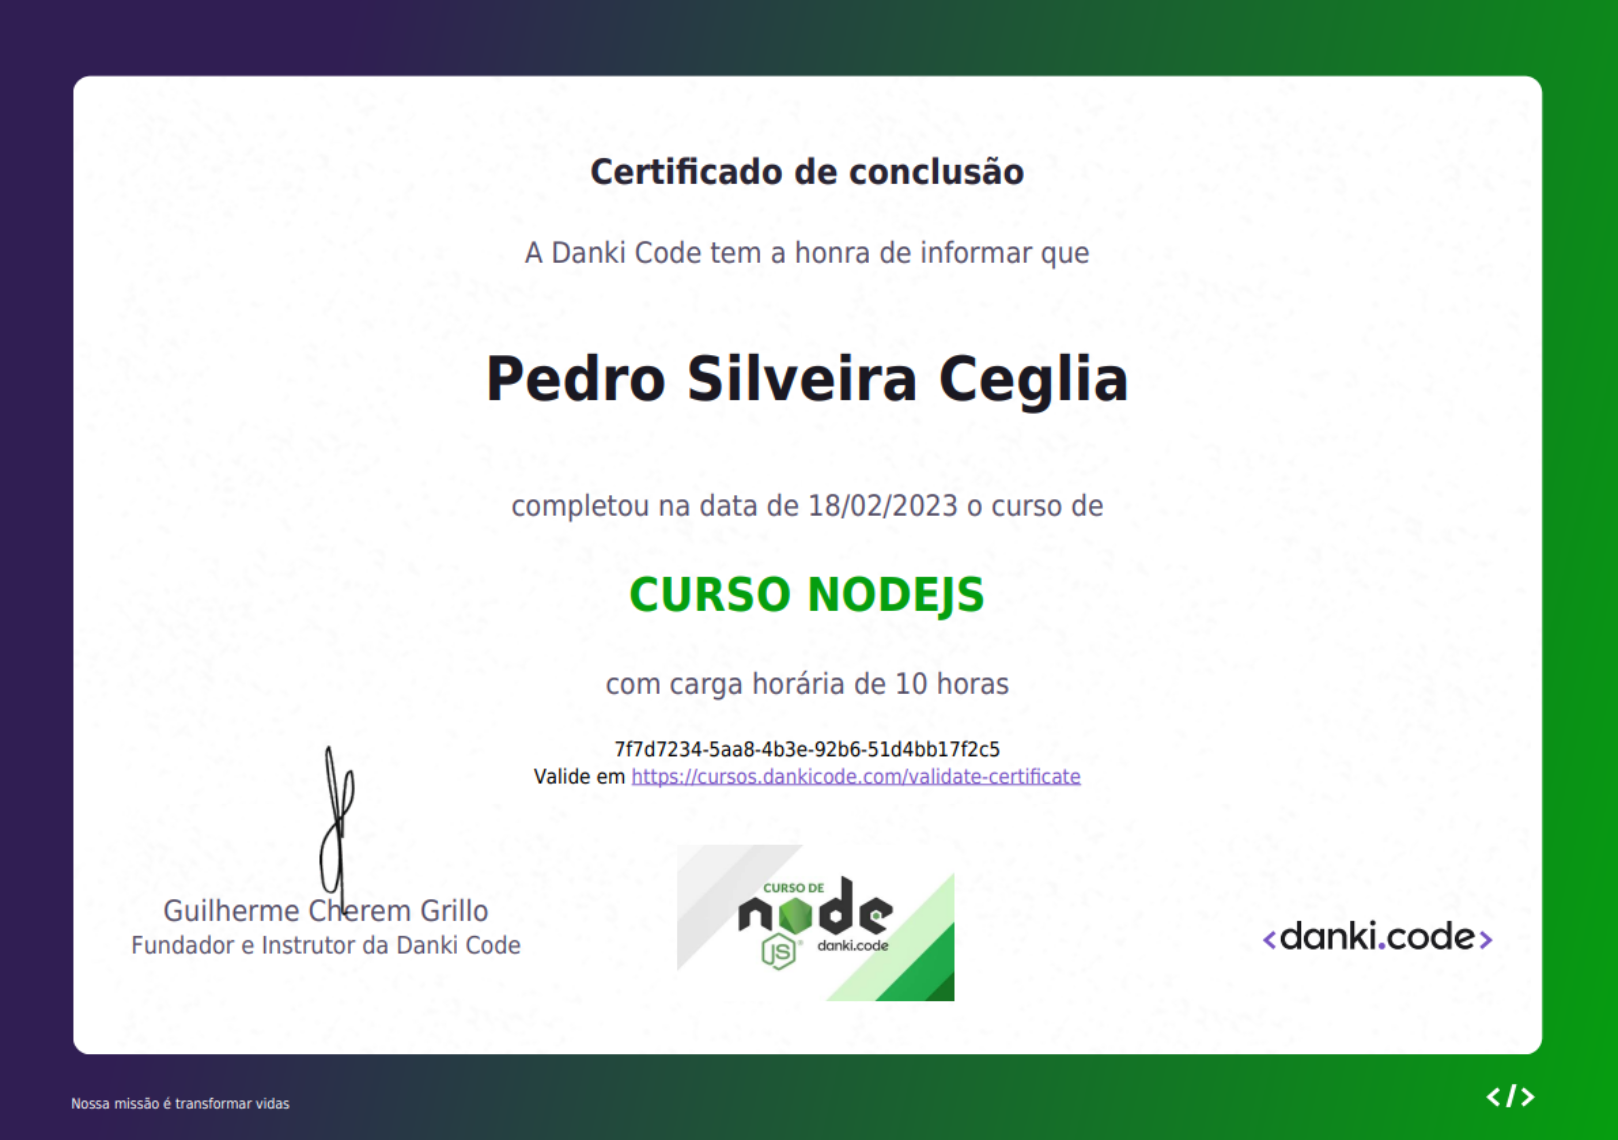 Certificado de conclusão
A Danki Code tem a honra de informar que
Pedro Silveira Ceglia
completou na data de 18/02/2023 o curso de
CURSO NODEJS
com carga horária de 10 horas
7f7d7234-5aa8-4b3e-92b6-51d4bb17f2c5
Valide em https://cursos.dankicode.com/validate-certificate
Guilherme Cherem Grillo
Fundador e Instrutor da Danki Code
CURSO DE
node
JS
danki.code
<danki.code>
Nossa missão é transformar vidas
</>